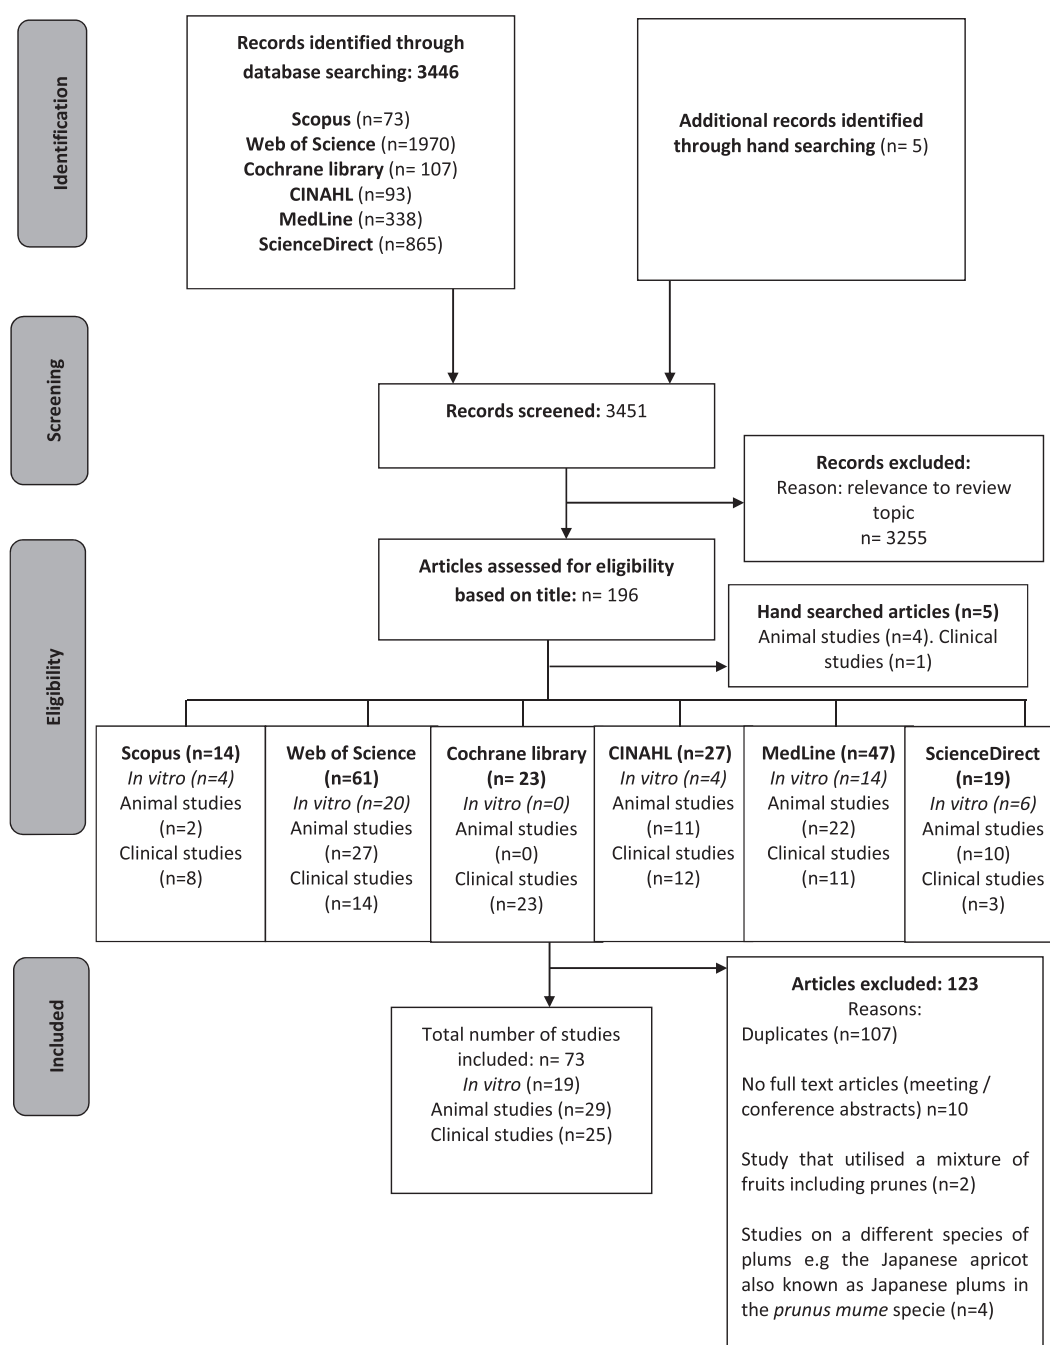 Identification
Records identified through
database searching: 3446
Scopus (n=73)
Web of Science (n=1970)
Cochrane library (n= 107)
CINAHL (n=93)
MedLine (n=338)
ScienceDirect (n=865)
Additional records identified
through hand searching (n= 5)
Screening
Records screened: 3451
Records excluded:
Reason: relevance to review
topic
n= 3255
Eligibility
Articles assessed for eligibility
based on title: n= 196
Hand searched articles (n=5)
Animal studies (n=4). Clinical
studies (n=1)
Scopus (n=14)
In vitro (n=4)
Animal studies
(n=2)
Clinical studies
(n=8)
Web of Science
(n=61)
In vitro (n=20)
Animal studies
(n=27)
Clinical studies
(n=14)
Cochrane library
(n= 23)
In vitro (n=0)
Animal studies
(n=0)
Clinical studies
(n=23)
CINAHL (n=27)
In vitro (n=4)
Animal studies
(n=11)
Clinical studies
(n=12)
MedLine (n=47)
In vitro (n=14)
Animal studies
(n=22)
Clinical studies
(n=11)
ScienceDirect
(n=19)
In vitro (n=6)
Animal studies
(n=10)
Clinical studies
(n=3)
Included
Total number of studies
included: n= 73
In vitro (n=19)
Animal studies (n=29)
Clinical studies (n=25)
Articles excluded: 123
Reasons:
Duplicates (n=107)
No full text articles (meeting /
conference abstracts) n=10
Study that utilised a mixture of
fruits including prunes (n=2)
Studies on a different species of
plums e.g the Japanese apricot
also known as Japanese plums in
the prunus mume specie (n=4)